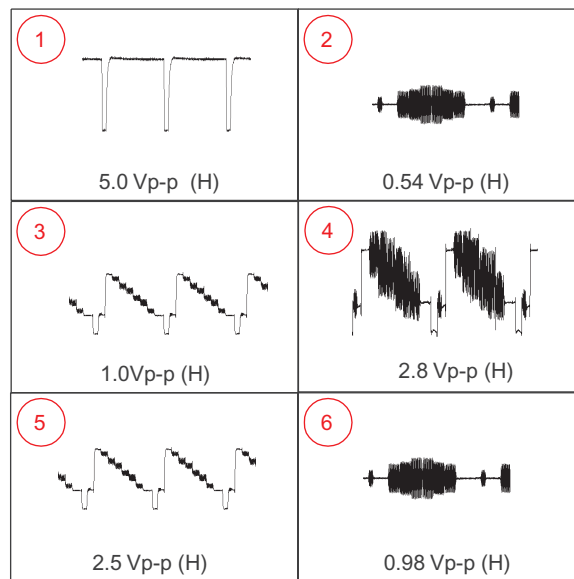 1
2
5.0 Vp-p (H)
0.54 Vp-p (H)
3
4
1.0Vp-p (H)
2.8 Vp-p (H)
5
6
2.5 Vp-p (H)
0.98 Vp-p (H)